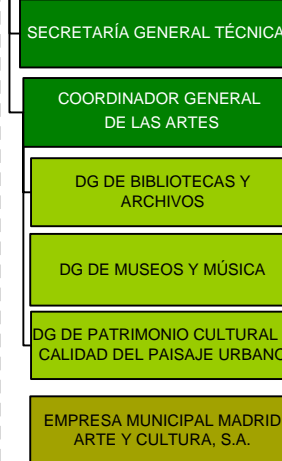 SECRETARÍA GENERAL TÉCNICA
COORDINADOR GENERAL
DE LAS ARTES
DG DE BIBLIOTECAS Y
ARCHIVOS
DG DE MUSEOS Y MÚSICA
DG DE PATRIMONIO CULTURAL
CALIDAD DEL PAISAJE URBANO
EMPRESA MUNICIPAL MADRID
ARTE Y CULTURA, S.A.